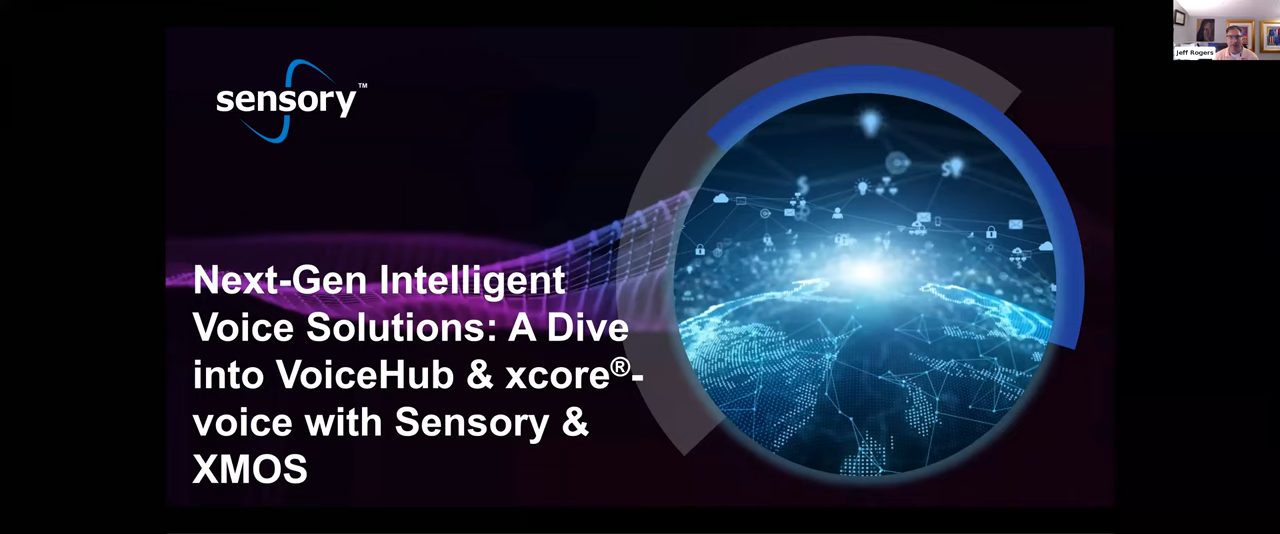 sensory™
Next-Gen Intelligent
Voice Solutions: A Dive
into VoiceHub & xcore®-
voice with Sensory &
XMOS
Jeff Rogers